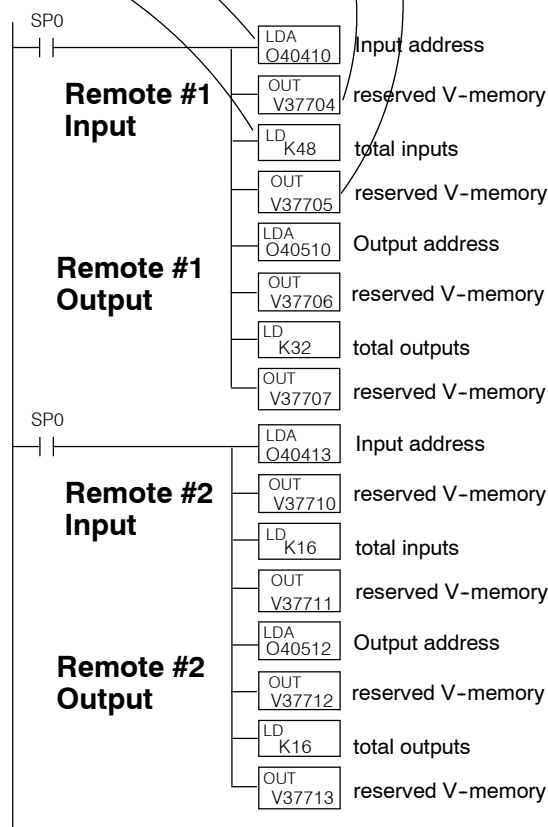 SP0
LDA
O40410 Input address
Remote #1
Input
OUT
V37704 reserved V-memory
LD
K48 total inputs
OUT
V37705 reserved V-memory
Remote #1
Output
LDA
O40510 Output address
OUT
V37706 reserved V-memory
LD
K32 total outputs
OUT
V37707 reserved V-memory
SP0
LDA
O40413 Input address
Remote #2
Input
OUT
V37710 reserved V-memory
LD
K16 total inputs
OUT
V37711 reserved V-memory
Remote #2
Output
LDA
O40512 Output address
OUT
V37712 reserved V-memory
LD
K16 total outputs
OUT
V37713 reserved V-memory